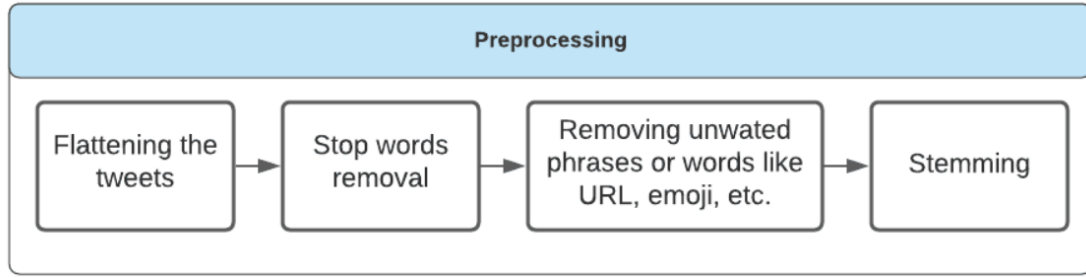 Preprocessing
Flattening the
tweets
Stop words
removal
Removing unwated
phrases or words like
URL, emoji, etc.
Stemming